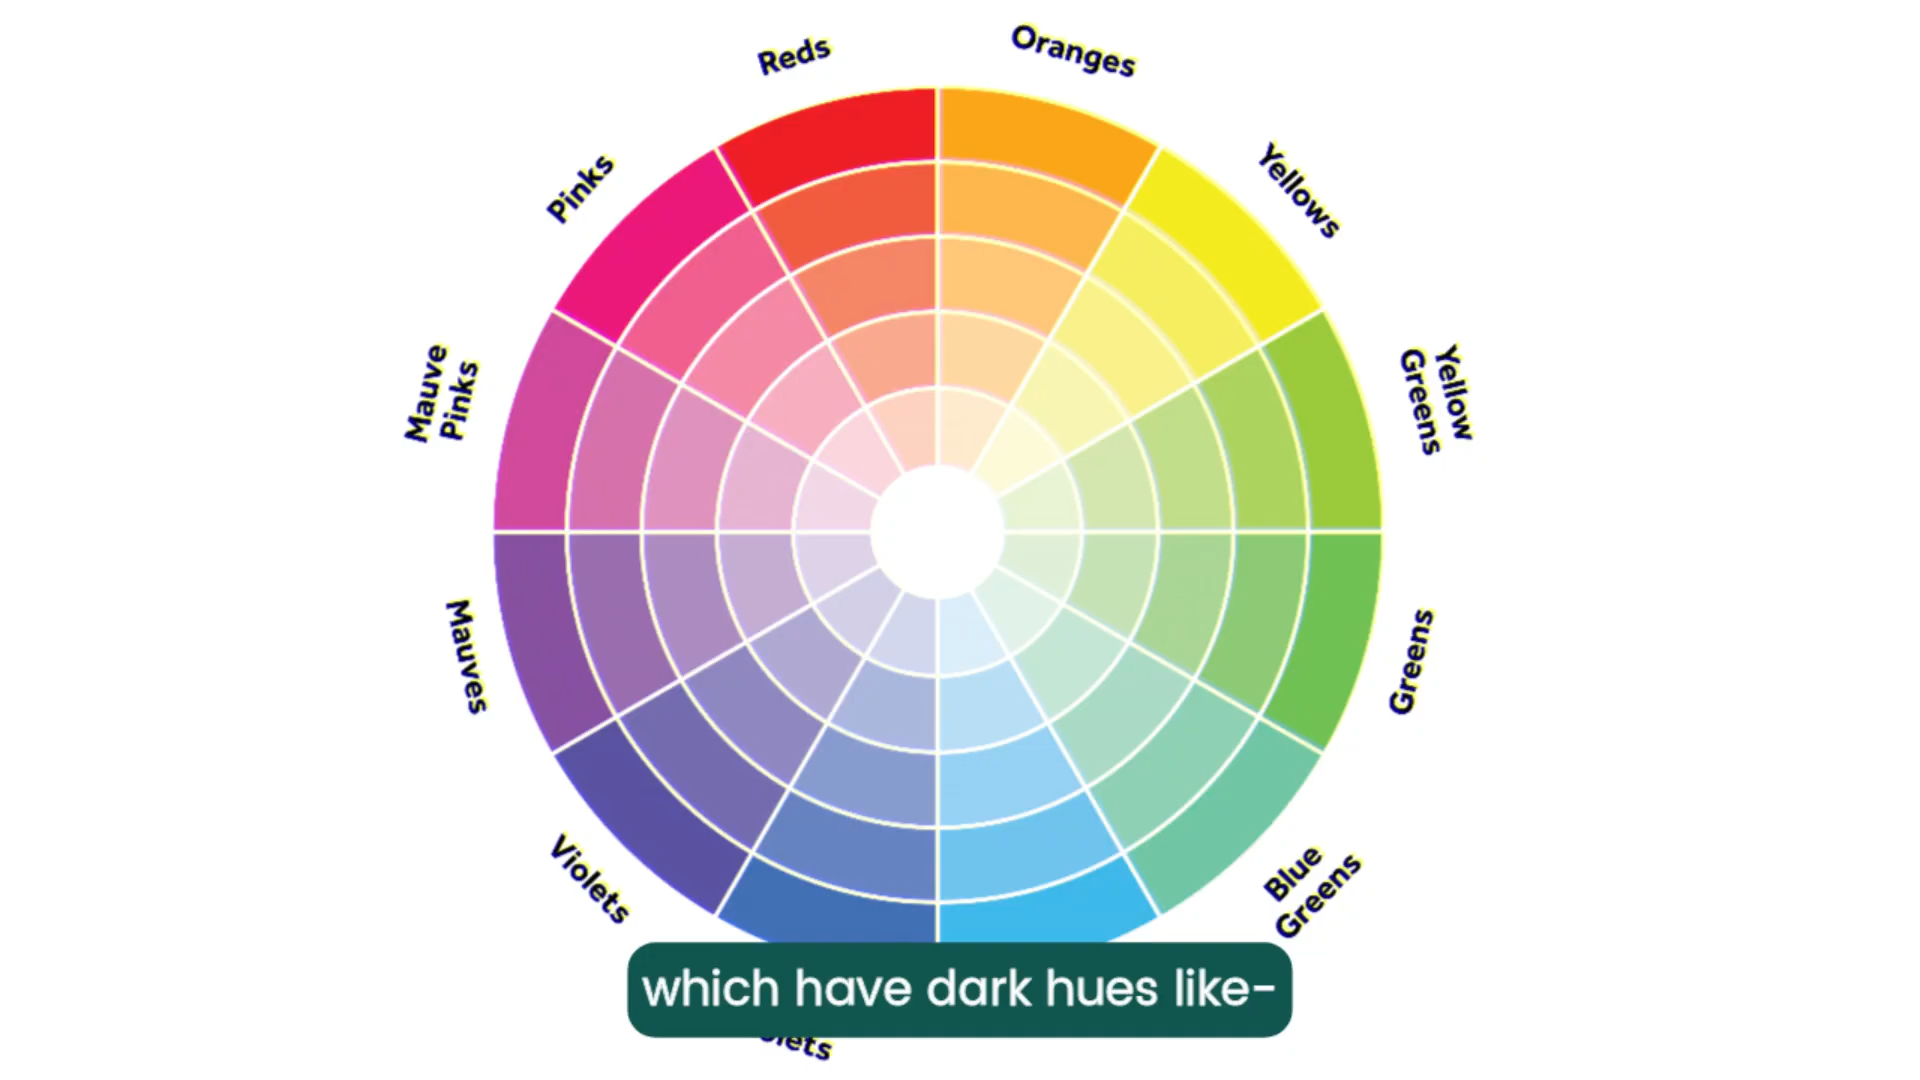 Reds
Oranges
Pinks
Yellows
Mauve
Pinks
Yellow
Greens
Mauves
Greens
Violets
Blue
Greens
which have dark hues like-